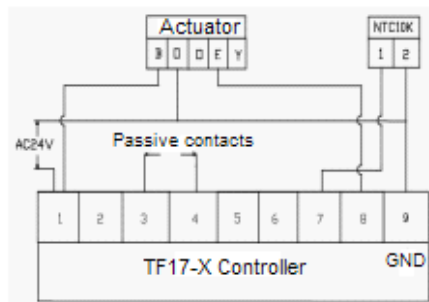 Actuator
NTC10K
B O D E Y
1 2
AC24V
Passive contacts
1 2 3 4 5 6 7 8 9
GND
TF17-X Controller